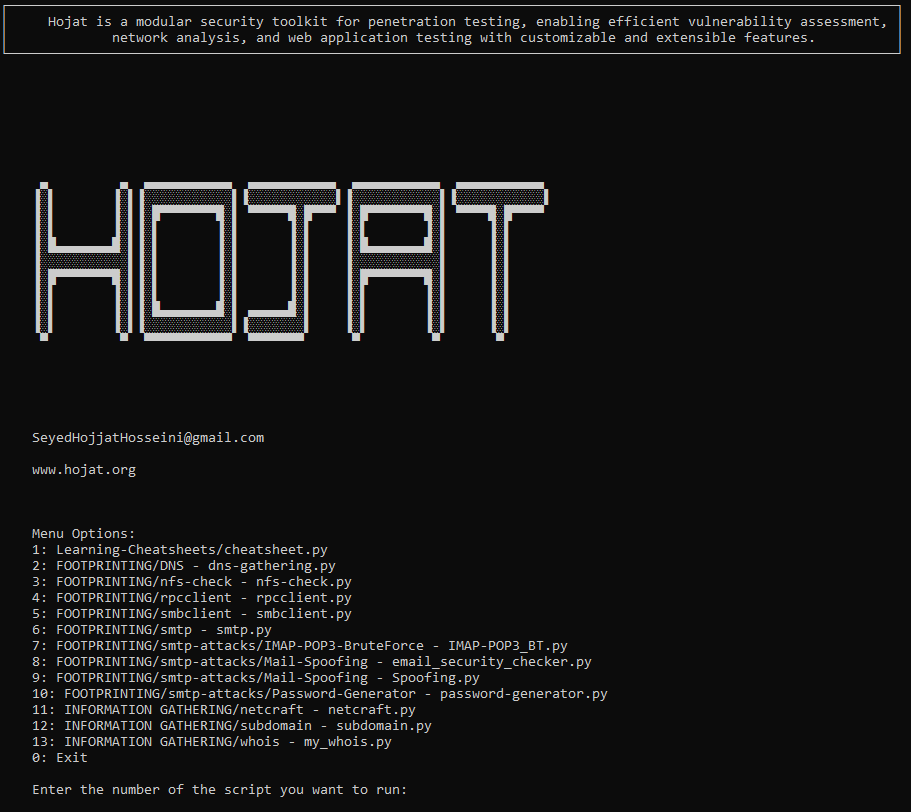 Hojat is a modular security toolkit for penetration testing, enabling efficient vulnerability assessment,
network analysis, and web application testing with customizable and extensible features.
HOJAT
SeyedHojjatHosseini@gmail.com
www.hojat.org
Menu Options:
1: Learning-Cheatsheets/cheatsheet.py
2: FOOTPRINTING/DNS - dns-gathering.py
3: FOOTPRINTING/nfs-check - nfs-check.py
4: FOOTPRINTING/rpcclient - rpcclient.py
5: FOOTPRINTING/smbclient - smbclient.py
6: FOOTPRINTING/smtp - smtp.py
7: FOOTPRINTING/smtp-attacks/IMAP-POP3-BruteForce - IMAP-POP3_BT.py
8: FOOTPRINTING/smtp-attacks/Mail-Spoofing - email_security_checker.py
9: FOOTPRINTING/smtp-attacks/Mail-Spoofing - Spoofing.py
10: FOOTPRINTING/smtp-attacks/Password-Generator - password-generator.py
11: INFORMATION GATHERING/netcraft - netcraft.py
12: INFORMATION GATHERING/subdomain - subdomain.py
13: INFORMATION GATHERING/whois - my_whois.py
0: Exit
Enter the number of the script you want to run: